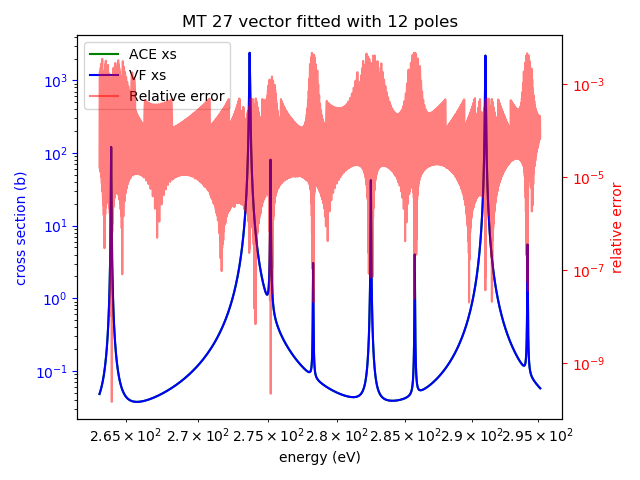 MT 27 vector fitted with 12 poles
ACE xs
VF xs
Relative error
cross section (b)
10³
10²
10¹
10⁰
10⁻¹
10⁻³
10⁻⁵
10⁻⁷
10⁻⁹
relative error
2.65 × 10² 2.7 × 10² 2.75 × 10² 2.8 × 10² 2.85 × 10² 2.9 × 10² 2.95 × 10²
energy (eV)